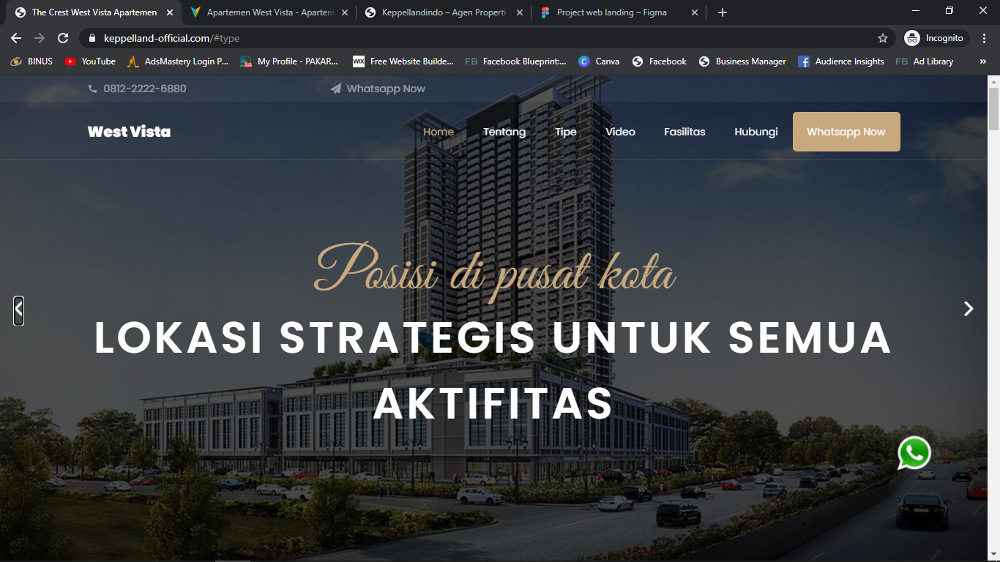 The Crest West Vista Apartemen
Apartemen West Vista - Apartem
Keppellandindo – Agen Properti
Project web landing – Figma
keppelland-official.com/#type
Incognito
BINUS
YouTube
AdsMastery Login P...
My Profile - PAKAR...
WIX
Free Website Builde...
FB
Facebook Blueprint:...
Canva
Facebook
Business Manager
Audience Insights
FB
Ad Library
0812-2222-6880
Whatsapp Now
West Vista
Home
Tentang
Tipe
Video
Fasilitas
Hubungi
Whatsapp Now
Posisi di pusat kota
LOKASI STRATEGIS UNTUK SEMUA
AKTIFITAS